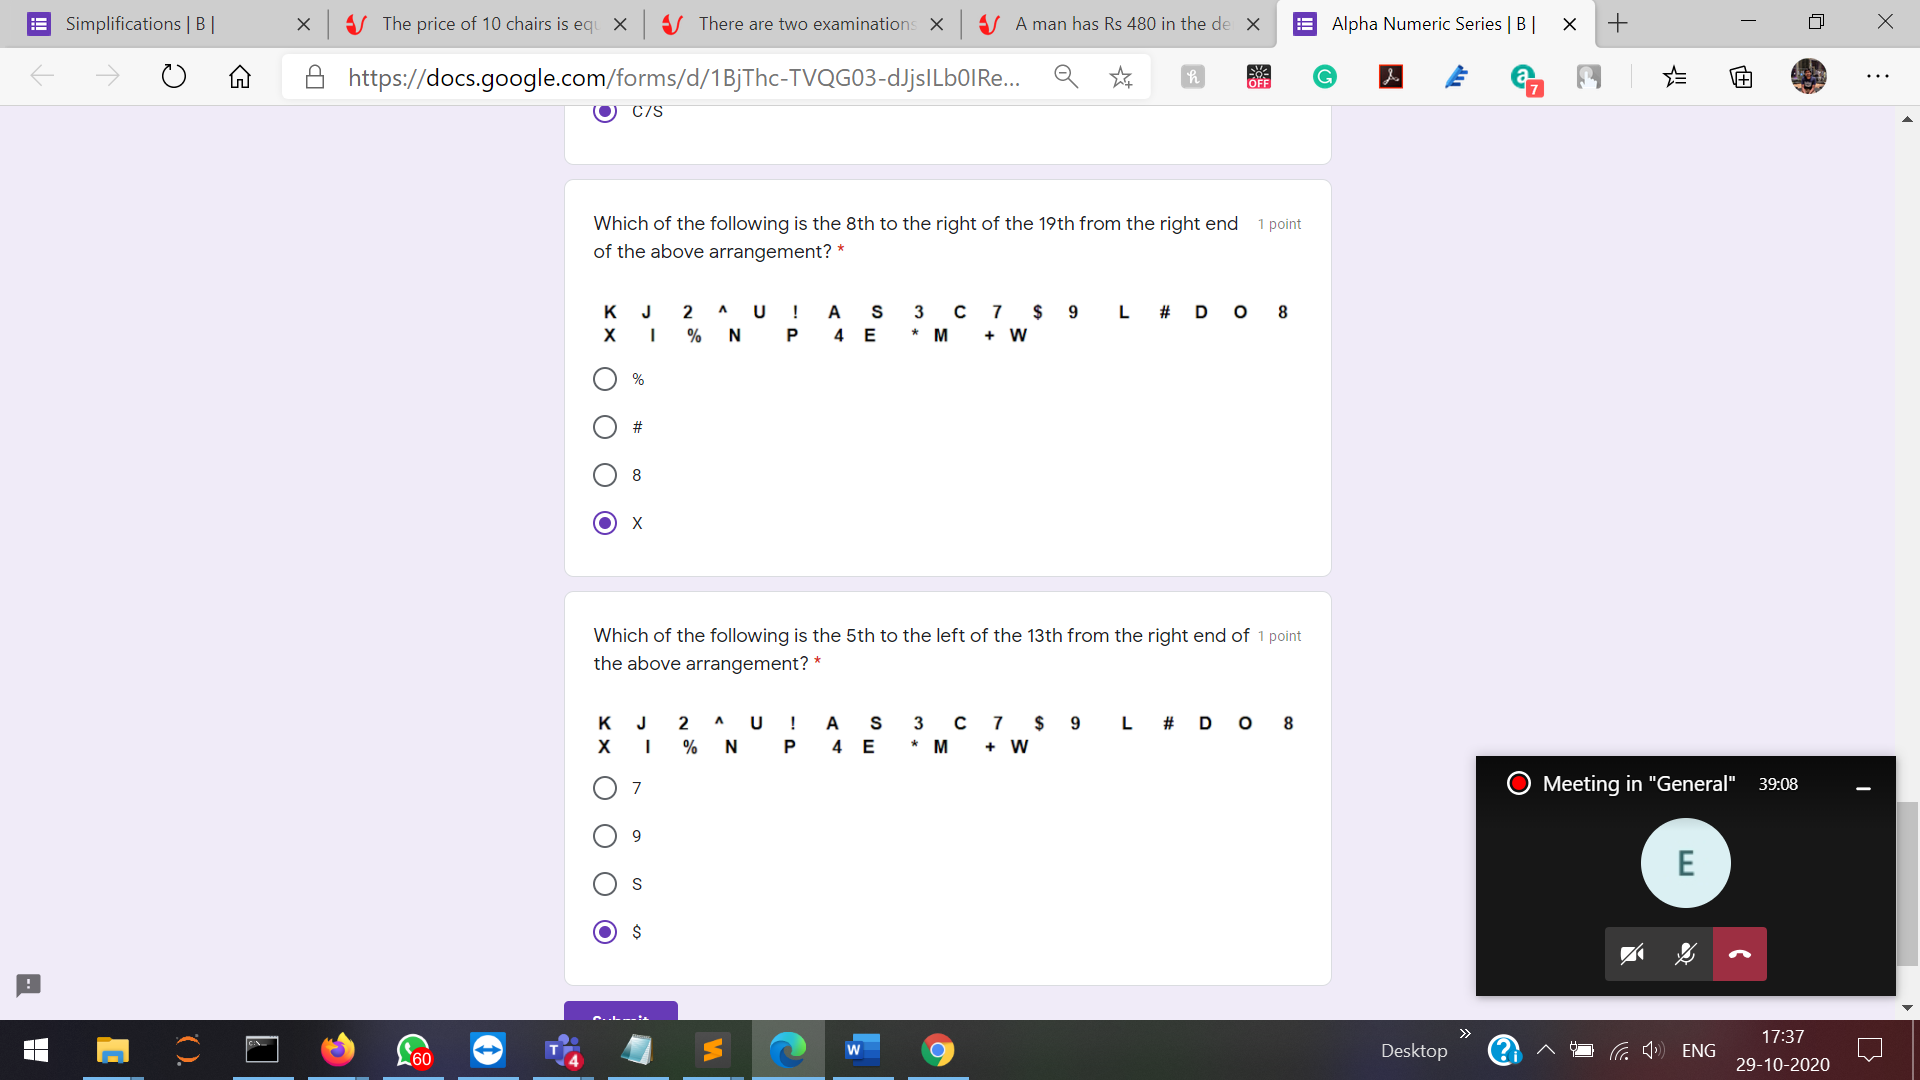 Simplifications | B |
The price of 10 chairs is equ
There are two examinations
A man has Rs 480 in the de
Alpha Numeric Series | B |
https://docs.google.com/forms/d/1BjThc-TVQG03-dJjsILb0IRe...
OFF
7
C7S
Which of the following is the 8th to the right of the 19th from the right end 1 point
of the above arrangement? *
K J 2 ^ U ! A S 3 C 7 $ 9 L # D O 8
X I % N P 4 E * M + W
%
#
8
X
Which of the following is the 5th to the left of the 13th from the right end of 1 point
the above arrangement? *
K J 2 ^ U ! A S 3 C 7 $ 9 L # D O 8
X I % N P 4 E * M + W
7
9
S
$
Submit
Meeting in "General" 39:08
E
60
4
Desktop
ENG
17:37
29-10-2020